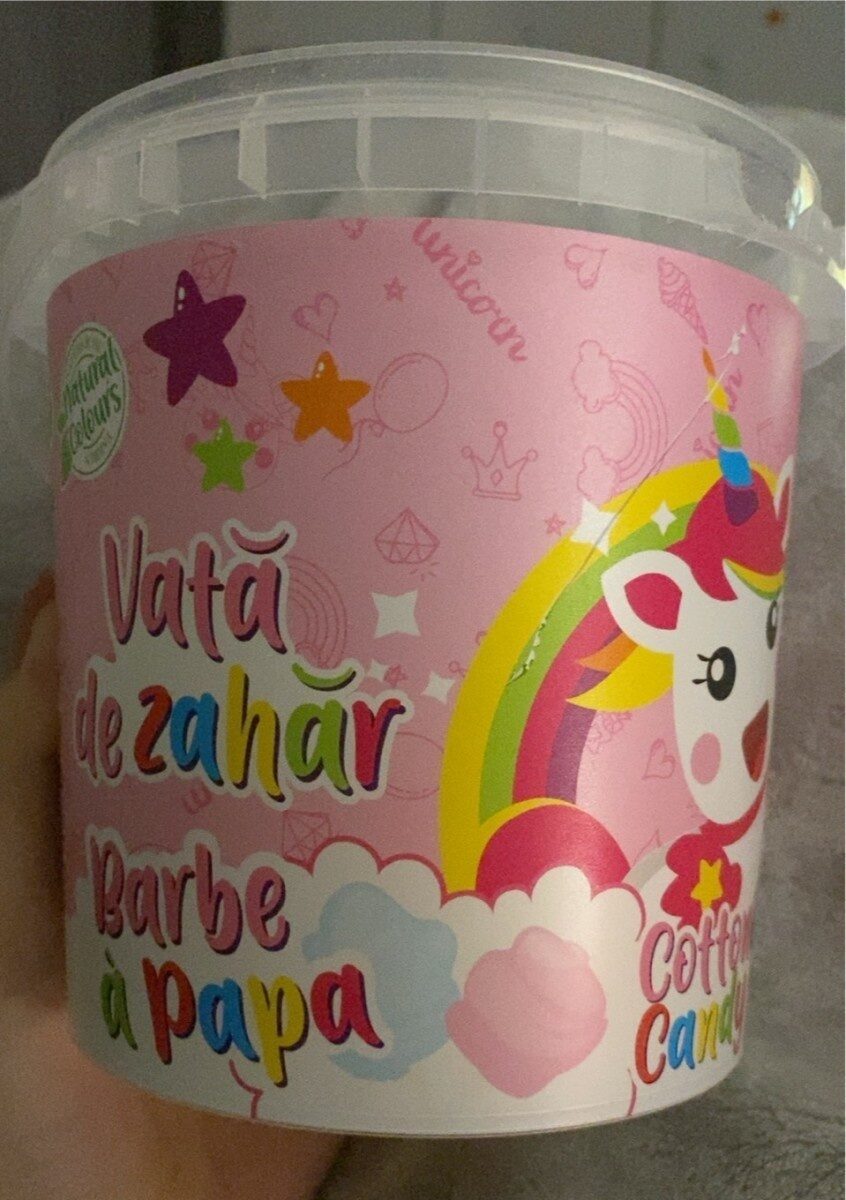 unicorn
Natural
Colours
Vată
de zahăr
Barbe
à papa
Cotton
Candy